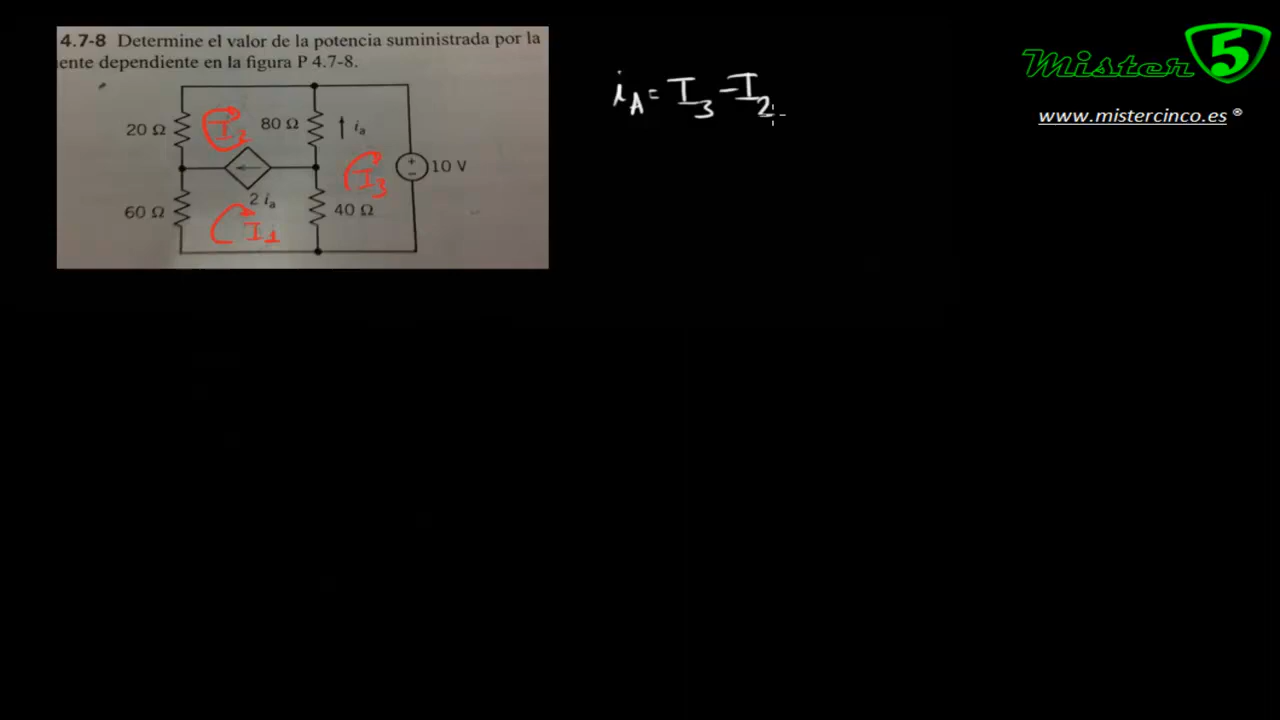 4.7-8 Determine el valor de la potencia suministrada por la
ente dependiente en la figura P 4.7-8.
20 Ω
I2
80 Ω
ia
10 V
I3
60 Ω
2 ia
40 Ω
I1
iA = I3 - I2
Mister 5
www.mistercinco.es ®